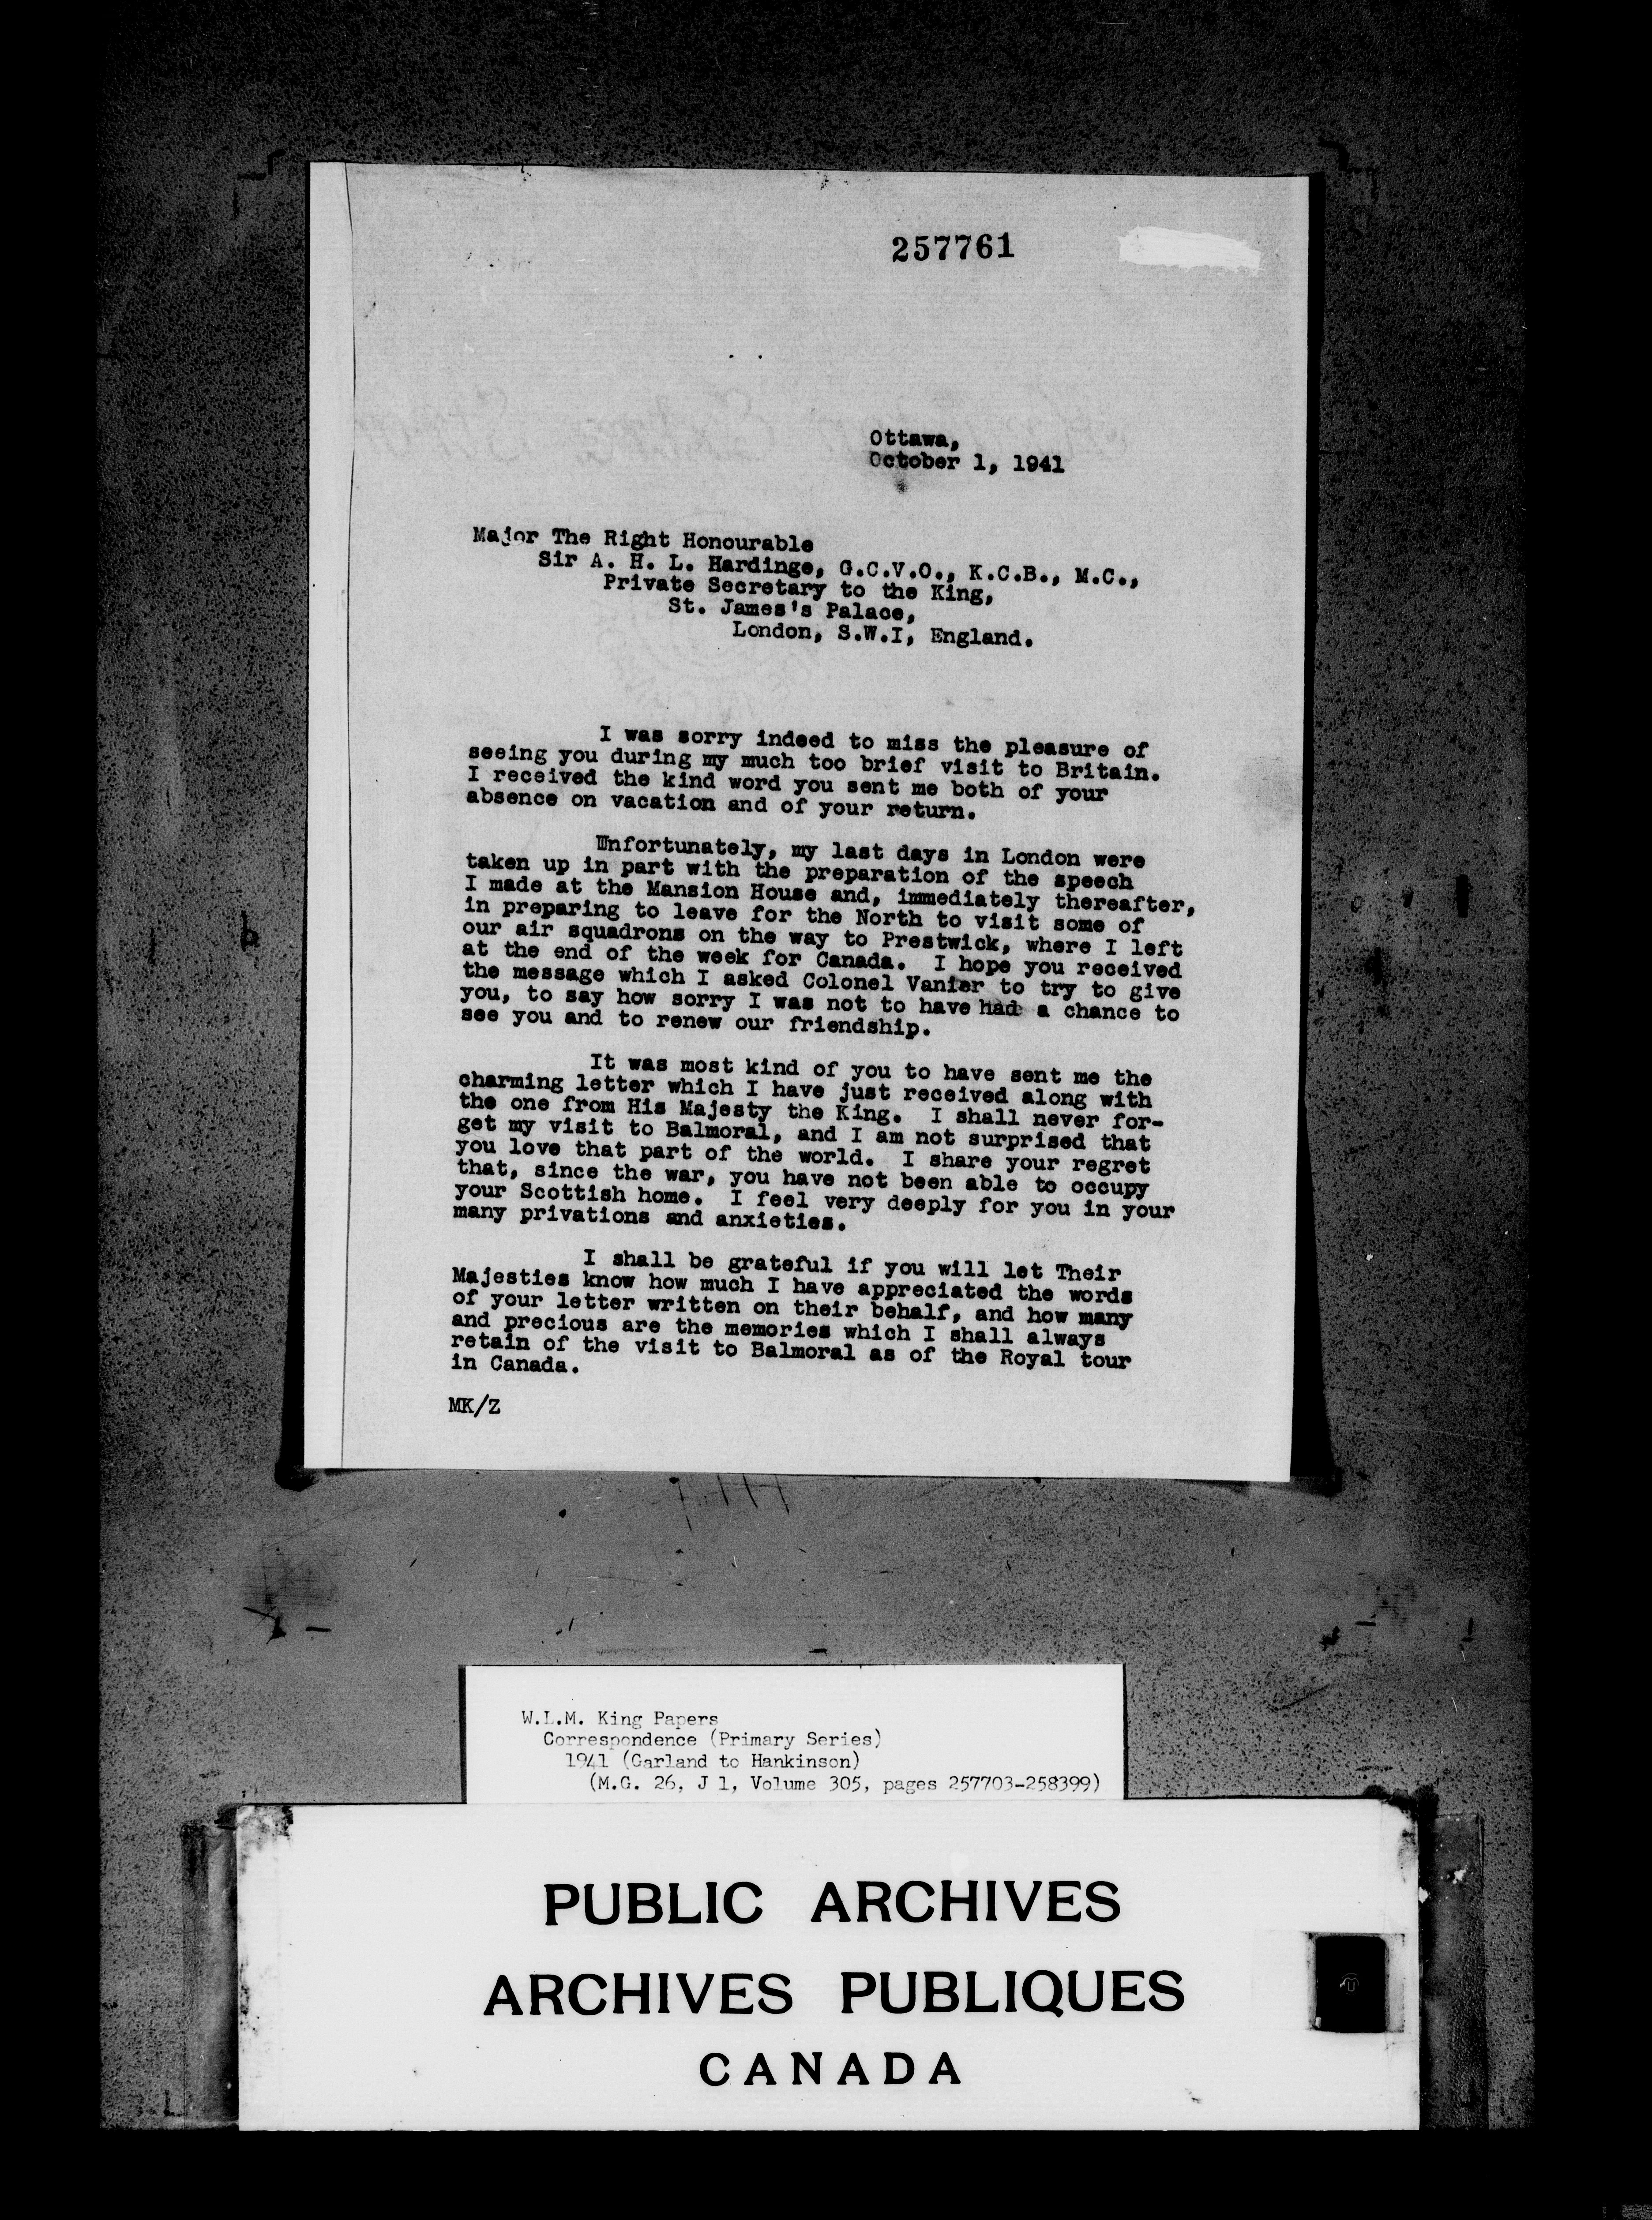 257761
Ottawa,
October 1, 1941
Major The Right Honourable
Sir A. H. L. Hardinge, G.C.V.O., K.C.B., M.C.,
Private Secretary to the King,
St. James's Palace,
London, S.W.I, England.
I was sorry indeed to miss the pleasure of
seeing you during my much too brief visit to Britain.
I received the kind word you sent me both of your
absence on vacation and of your return.
Unfortunately, my last days in London were
taken up in part with the preparation of the speech
I made at the Mansion House and, immediately thereafter,
in preparing to leave for the North to visit some of
our air squadrons on the way to Prestwick, where I left
at the end of the week for Canada. I hope you received
the message which I asked Colonel Vanier to try to give
you, to say how sorry I was not to have had a chance to
see you and to renew our friendship.
It was most kind of you to have sent me the
charming letter which I have just received along with
the one from His Majesty the King. I shall never for-
get my visit to Balmoral, and I am not surprised that
you love that part of the world. I share your regret
that, since the war, you have not been able to occupy
your Scottish home. I feel very deeply for you in your
many privations and anxieties.
I shall be grateful if you will let Their
Majesties know how much I have appreciated the words
of your letter written on their behalf, and how many
and precious are the memories which I shall always
retain of the visit to Balmoral as of the Royal tour
in Canada.
MK/Z
W.L.M. King Papers
Correspondence (Primary Series)
1941 (Garland to Hankinson)
(M.G. 26, J 1, Volume 305, pages 257703-258399)
PUBLIC ARCHIVES
ARCHIVES PUBLIQUES
CANADA